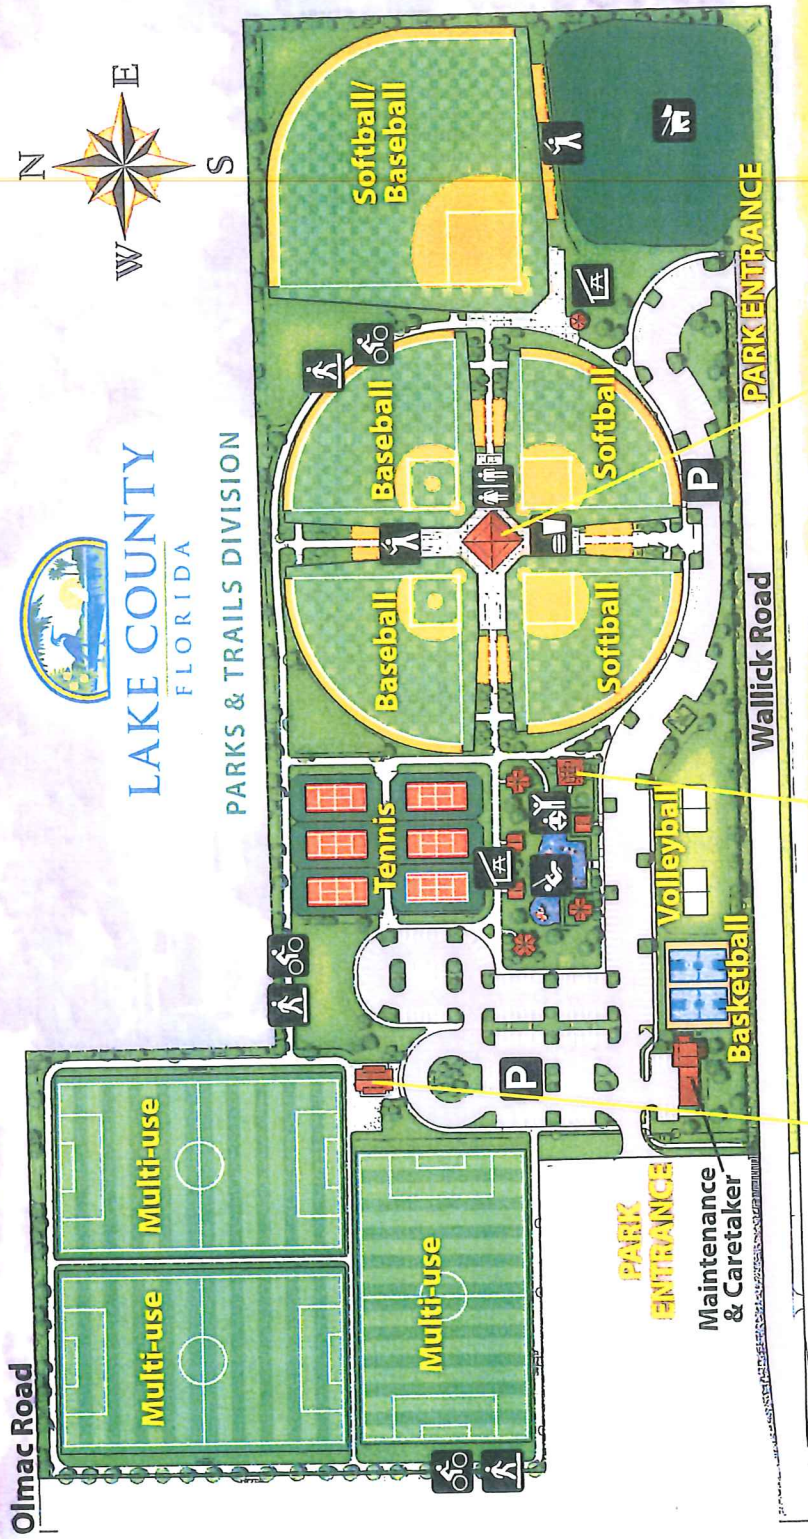 Olmac Road
N
E
S
W
LAKE COUNTY
FLORIDA
PARKS & TRAILS DIVISION
Multi-use
Multi-use
Multi-use
Tennis
Baseball
Baseball
Softball/
Baseball
Softball
Softball
P
P
Volleyball
Basketball
PARK
ENTRANCE
Maintenance
& Caretaker
PARK ENTRANCE
Wallick Road